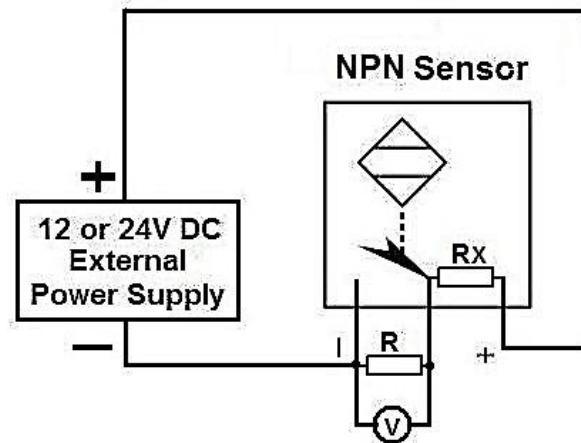 NPN Sensor
+
12 or 24V DC
External
Power Supply
RX
—
I
R
+
V